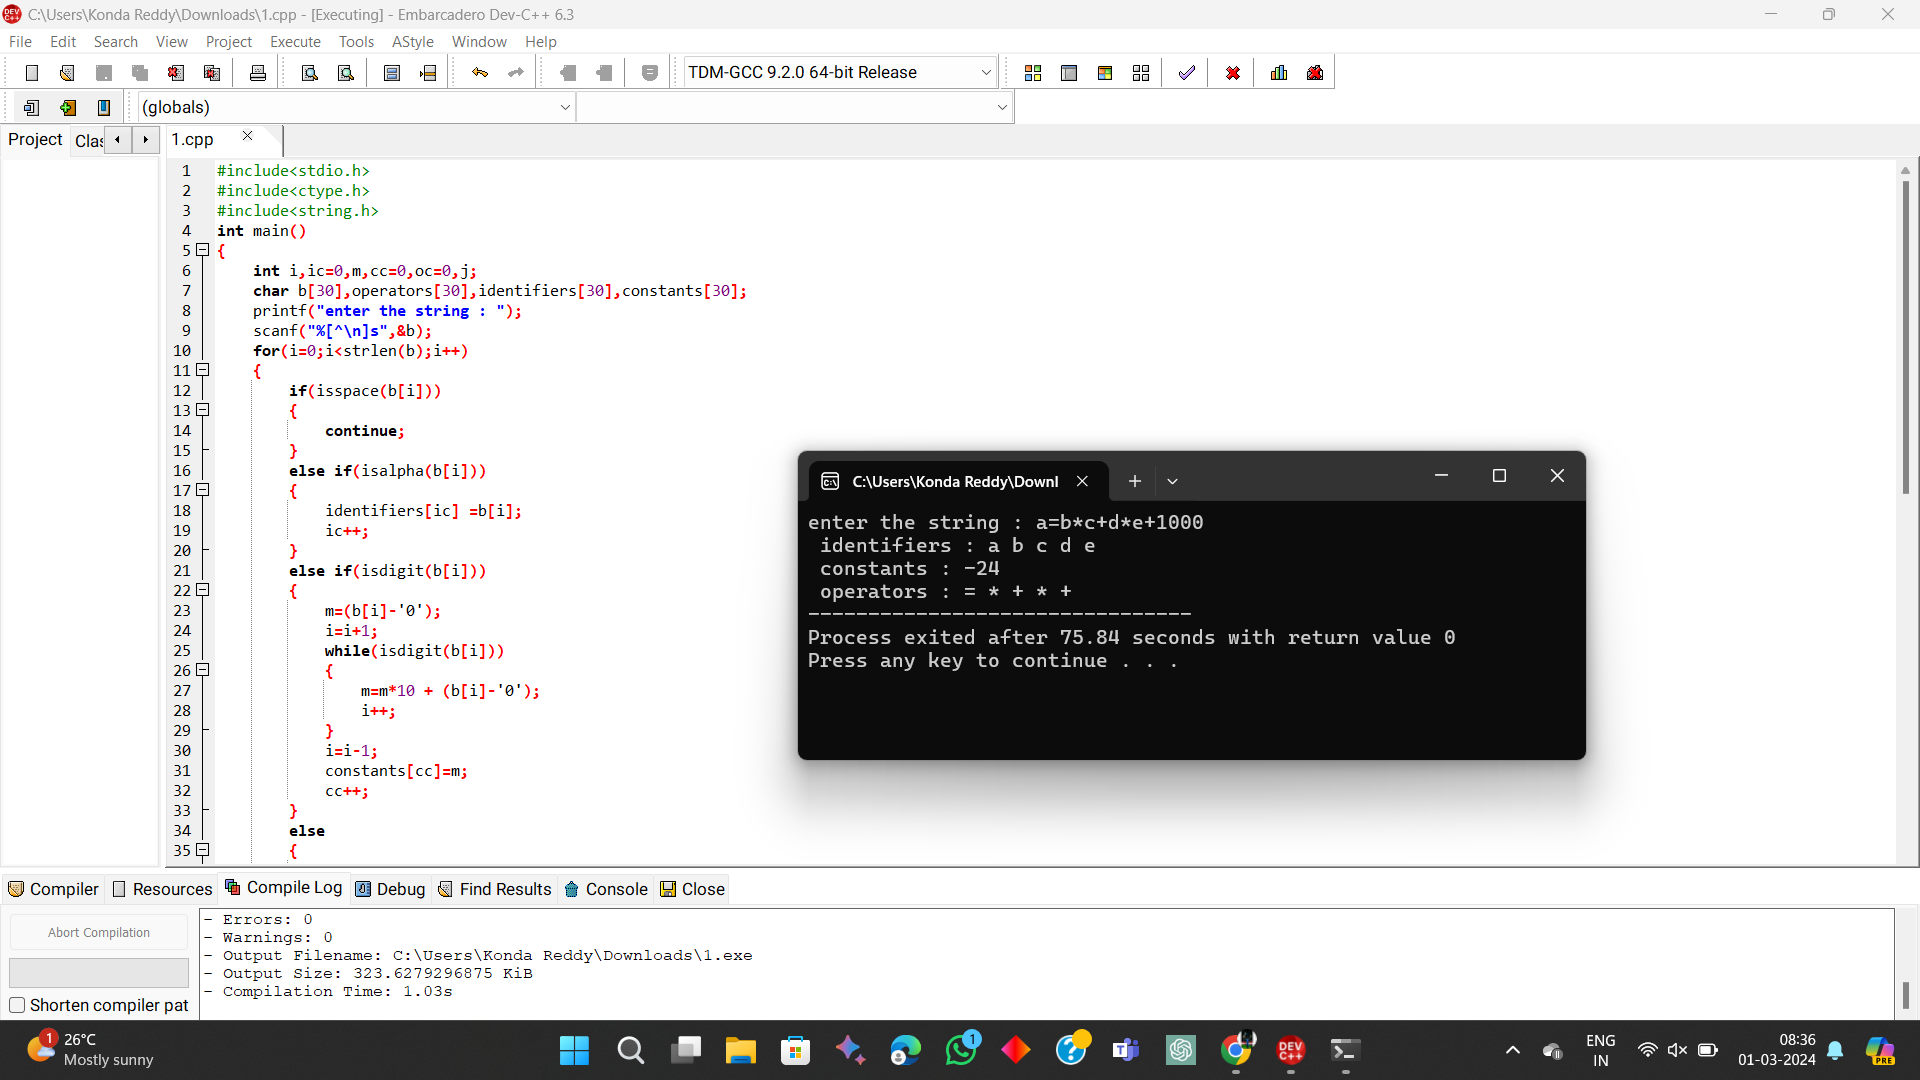 C:\Users\Konda Reddy\Downloads\1.cpp - [Executing] - Embarcadero Dev-C++ 6.3
File Edit Search View Project Execute Tools AStyle Window Help
TDM-GCC 9.2.0 64-bit Release
(globals)
Project Clas 1.cpp
1 #include<stdio.h>
2 #include<ctype.h>
3 #include<string.h>
4 int main()
5 {
6 int i,ic=0,m,cc=0,oc=0,j;
7 char b[30],operators[30],identifiers[30],constants[30];
8 printf("enter the string : ");
9 scanf("%[^\n]s",&b);
10 for(i=0;i<strlen(b);i++)
11 {
12 if(isspace(b[i]))
13 {
14 continue;
15 }
16 else if(isalpha(b[i]))
17 {
18 identifiers[ic] =b[i];
19 ic++;
20 }
21 else if(isdigit(b[i]))
22 {
23 m=(b[i]-'0');
24 i=i+1;
25 while(isdigit(b[i]))
26 {
27 m=m*10 + (b[i]-'0');
28 i++;
29 }
30 i=i-1;
31 constants[cc]=m;
32 cc++;
33 }
34 else
35 {
C:\Users\Konda Reddy\Downl
enter the string : a=b*c+d*e+1000
identifiers : a b c d e
constants : -24
operators : = * + * +
--------------------------------
Process exited after 75.84 seconds with return value 0
Press any key to continue . . .
Compiler Resources Compile Log Debug Find Results Console Close
Abort Compilation
Shorten compiler pat
- Errors: 0
- Warnings: 0
- Output Filename: C:\Users\Konda Reddy\Downloads\1.exe
- Output Size: 323.6279296875 KiB
- Compilation Time: 1.03s
1
26°C
Mostly sunny
1
DEV C++
ENG
IN
08:36
01-03-2024
PRE